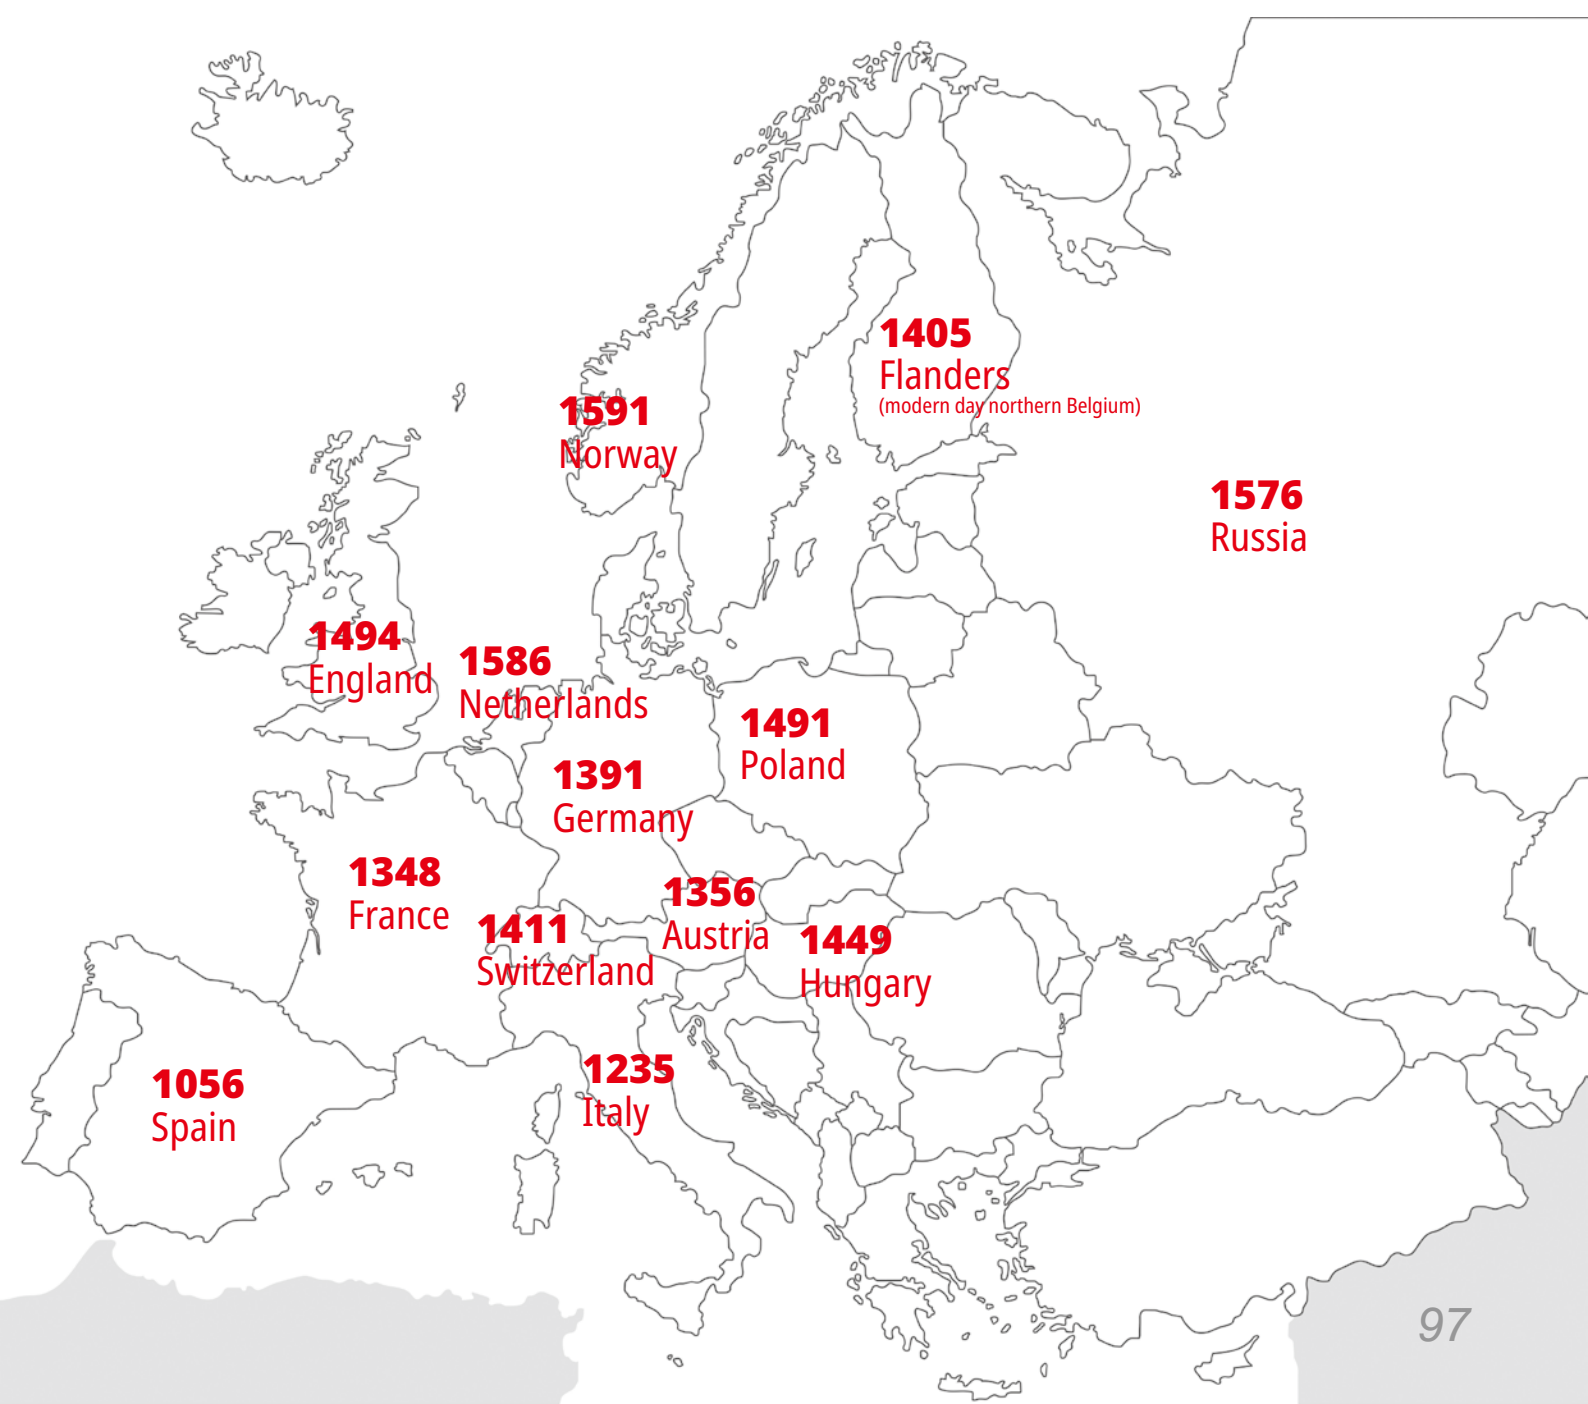 1405
Flanders
(modern day northern Belgium)
1591
Norway
1576
Russia
1494
England
1586
Netherlands
1491
Poland
1391
Germany
1348
France
1356
Austria
1411
Switzerland
1449
Hungary
1235
Italy
1056
Spain
97